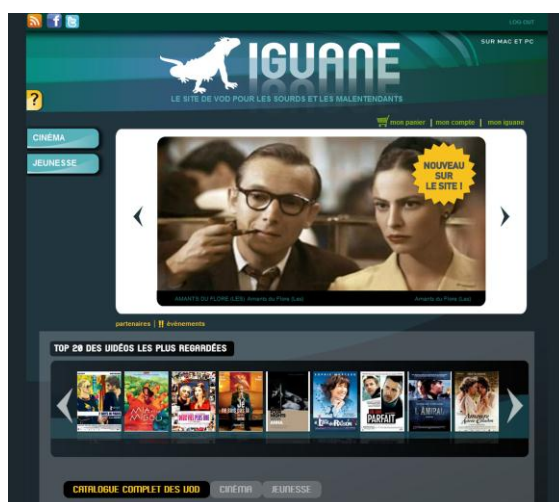 LOG OUT
SUR MAC ET PC
IGUANE
LE SITE DE VOD POUR LES SOURDS ET LES MALENTENDANTS
?
mon panier | mon compte | mon iguane
CINÉMA
JEUNESSE
NOUVEAU
SUR
LE SITE !
AMANTS DU FLORE (LES) Amants du Flore (Les)
Amants du Flore (Les)
partenaires | !! évènements
TOP 20 DES VIDÉOS LES PLUS REGARDÉES
PARFAIT
L'AMIRAL
CATALOGUE COMPLET DES VOD
CINÉMA
JEUNESSE